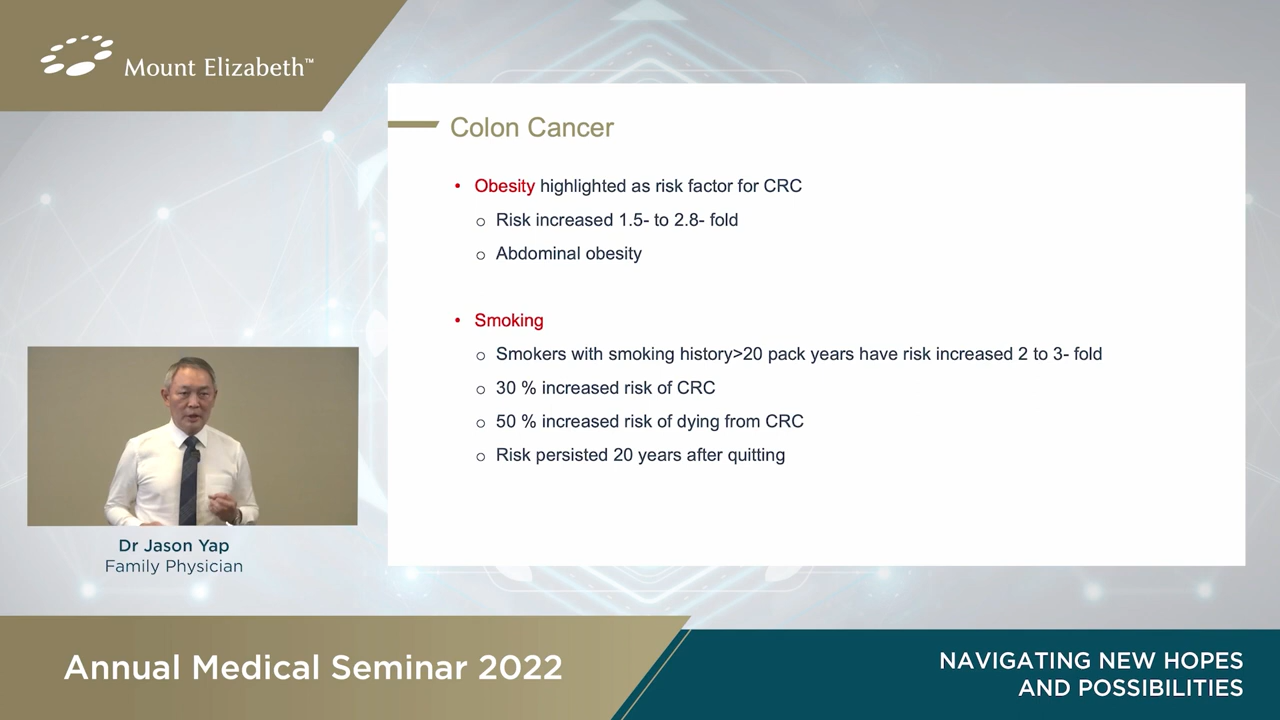 Mount Elizabeth™
Colon Cancer
• Obesity highlighted as risk factor for CRC
o Risk increased 1.5- to 2.8- fold
o Abdominal obesity
• Smoking
o Smokers with smoking history>20 pack years have risk increased 2 to 3- fold
o 30 % increased risk of CRC
o 50 % increased risk of dying from CRC
o Risk persisted 20 years after quitting
Dr Jason Yap
Family Physician
Annual Medical Seminar 2022
NAVIGATING NEW HOPES
AND POSSIBILITIES